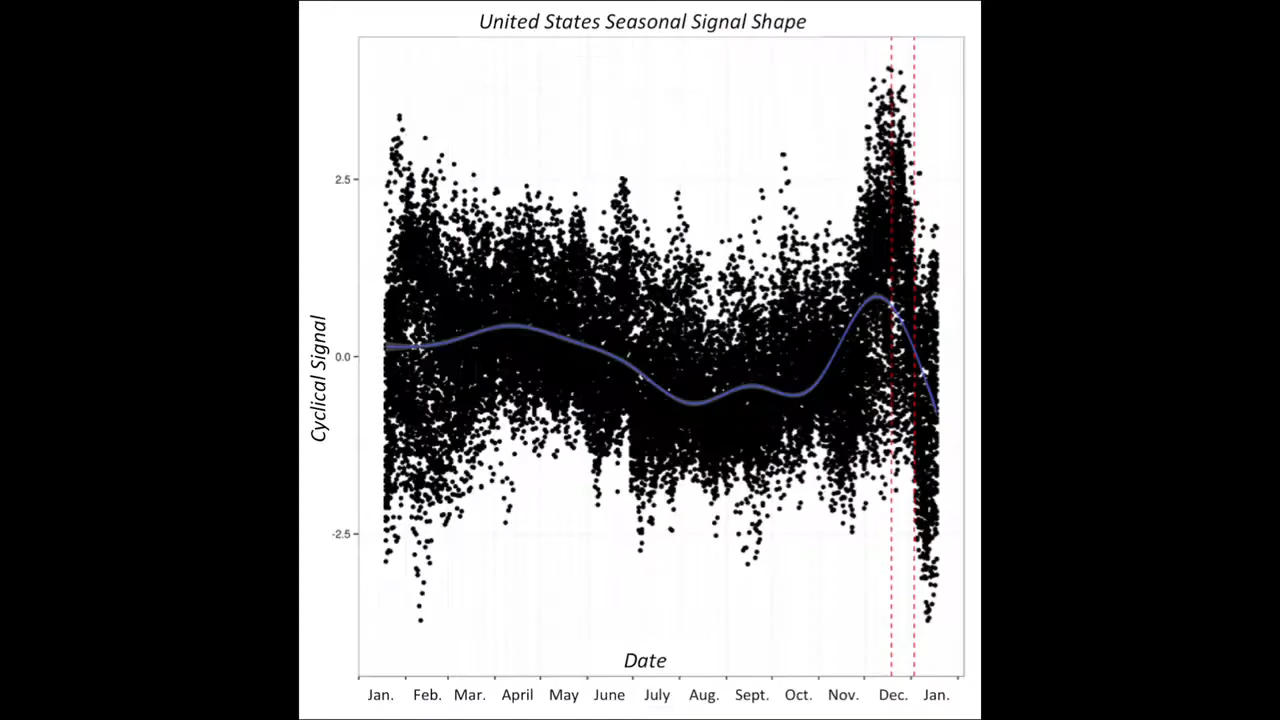 United States Seasonal Signal Shape
Cyclical Signal
2.5
0.0
-2.5
Date
Jan. Feb. Mar. April May June July Aug. Sept. Oct. Nov. Dec. Jan.